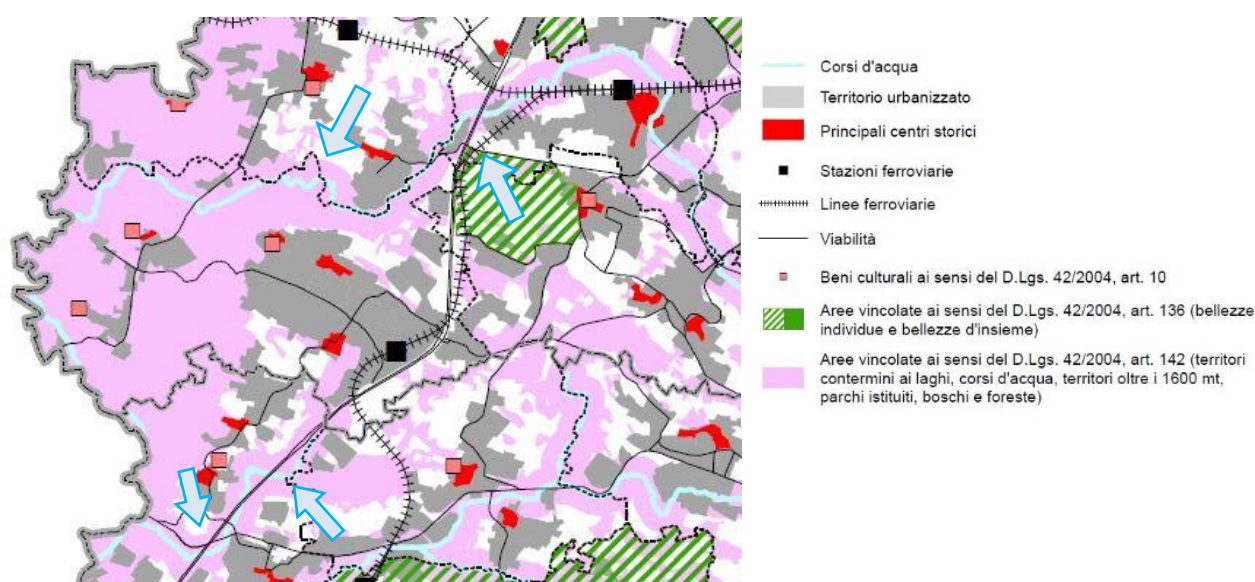 Corsi d'acqua
Territorio urbanizzato
Principali centri storici
Stazioni ferroviarie
Linee ferroviarie
Viabilità
Beni culturali ai sensi del D.Lgs. 42/2004, art. 10
Aree vincolate ai sensi del D.Lgs. 42/2004, art. 136 (bellezze
individue e bellezze d'insieme)
Aree vincolate ai sensi del D.Lgs. 42/2004, art. 142 (territori
contermini ai laghi, corsi d'acqua, territori oltre i 1600 mt,
parchi istituiti, boschi e foreste)